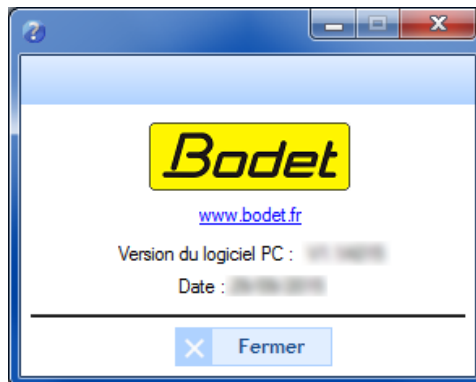 Bodet
www.bodet.fr
Version du logiciel PC :
Date :
Fermer